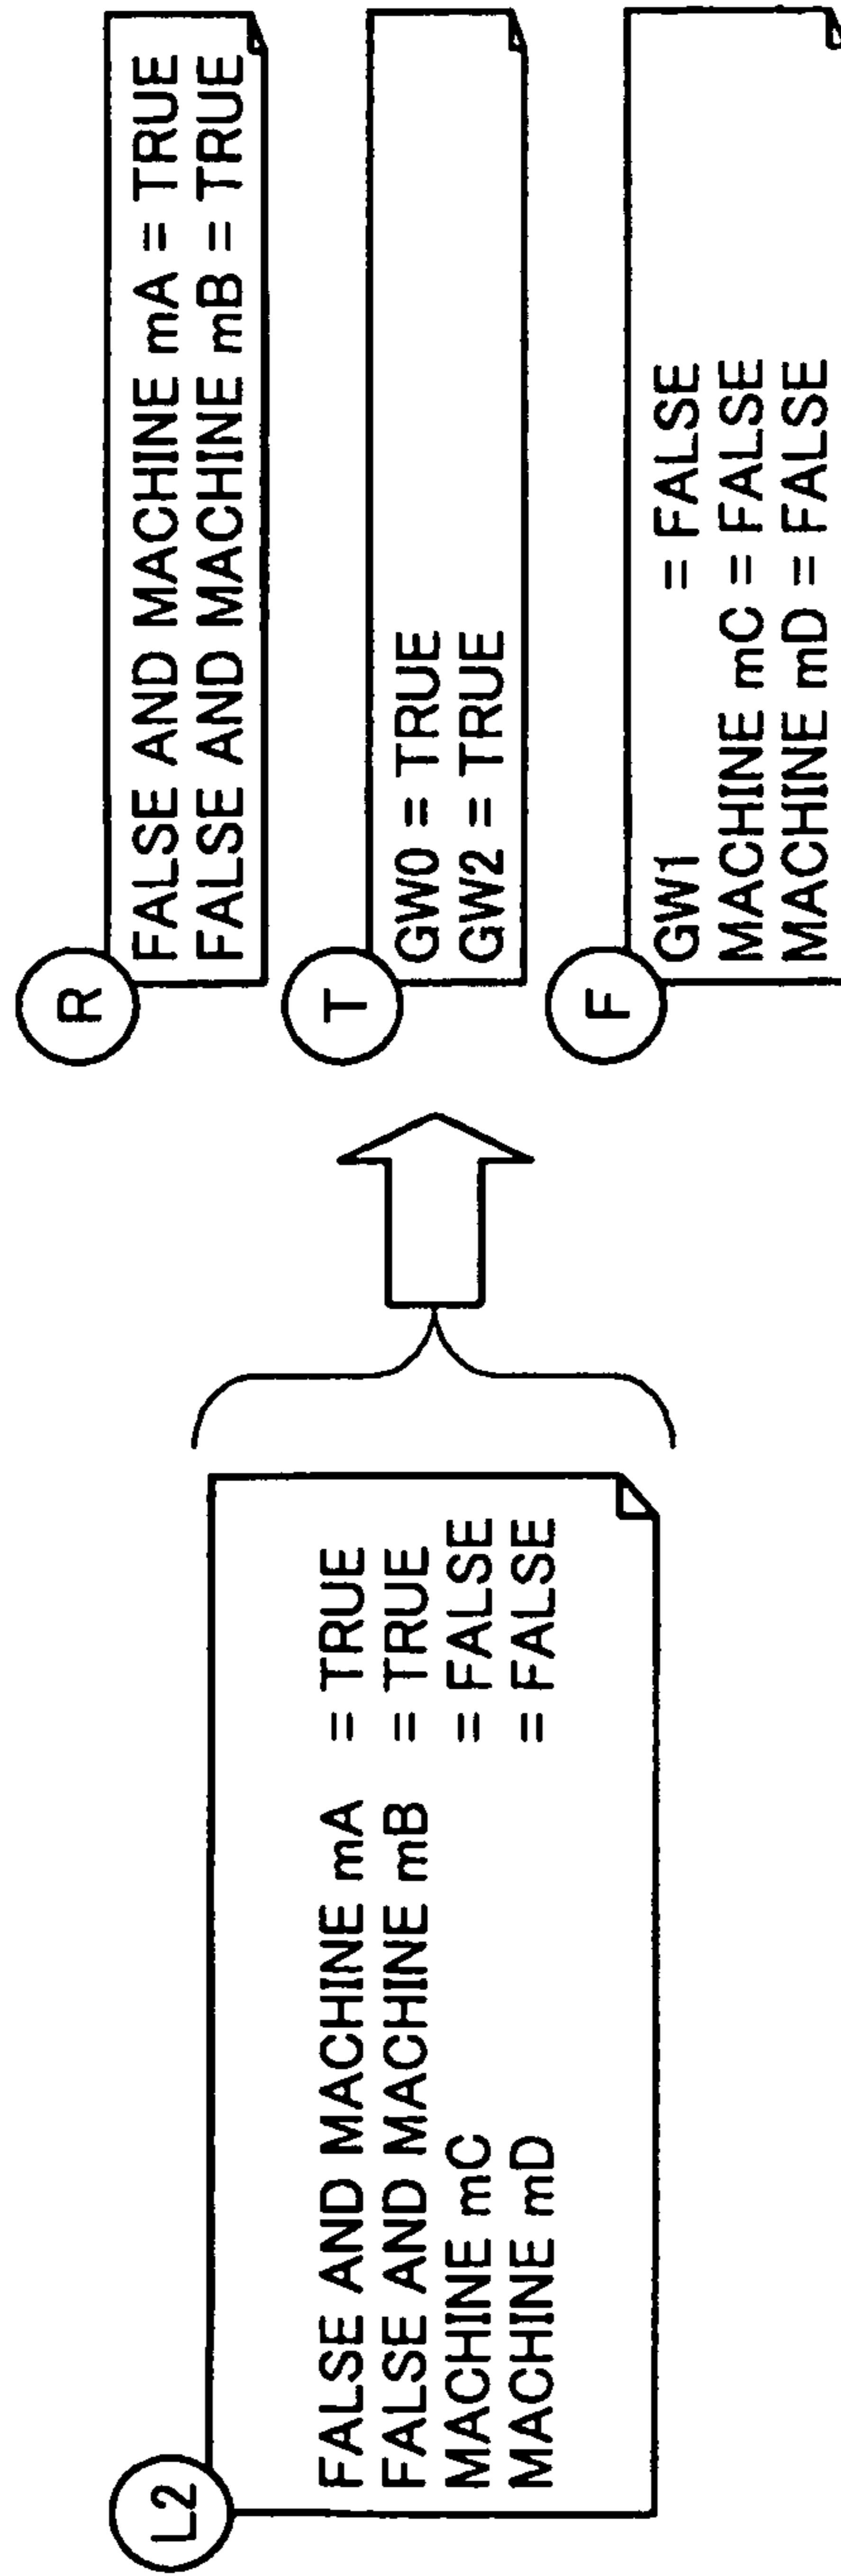 L2
FALSE AND MACHINE mA = TRUE
FALSE AND MACHINE mB = TRUE
MACHINE mC = FALSE
MACHINE mD = FALSE
R
FALSE AND MACHINE mA = TRUE
FALSE AND MACHINE mB = TRUE
T
GW0 = TRUE
GW2 = TRUE
F
GW1 = FALSE
MACHINE mC = FALSE
MACHINE mD = FALSE